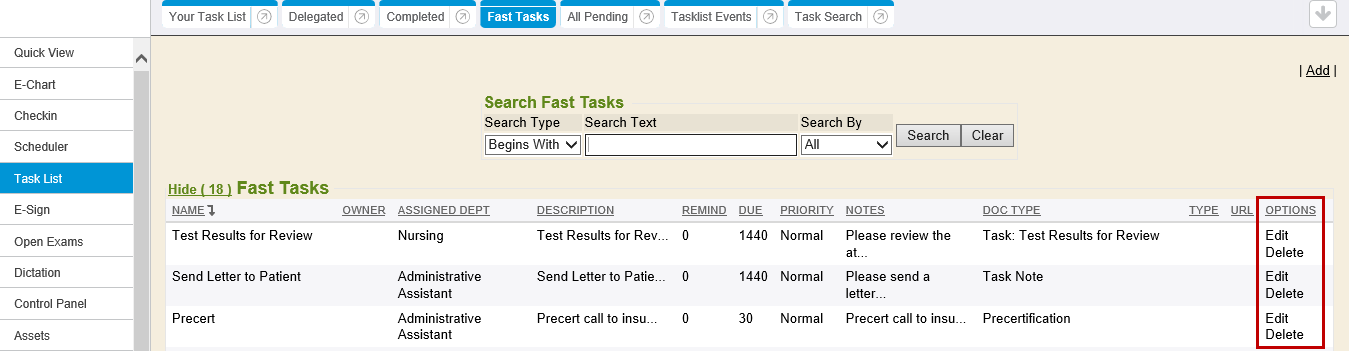 Your Task List Delegated Completed Fast Tasks All Pending Tasklist Events Task Search
Quick View
E-Chart
Checkin
Scheduler
Task List
E-Sign
Open Exams
Dictation
Control Panel
Assets
| Add |
Search Fast Tasks
Search Type Search Text Search By
Begins With All Search Clear
Hide ( 18 ) Fast Tasks
NAME OWNER ASSIGNED DEPT DESCRIPTION REMIND DUE PRIORITY NOTES DOC TYPE TYPE URL OPTIONS
Test Results for Review Nursing Test Results for Rev... 0 1440 Normal Please review the Task: Test Results for Review Edit
at... Delete
Send Letter to Patient Administrative Send Letter to Patie... 0 1440 Normal Please send a Task Note Edit
Assistant letter... Delete
Precert Administrative Precert call to insu... 0 30 Normal Precert call to insu... Precertification Edit
Assistant Delete